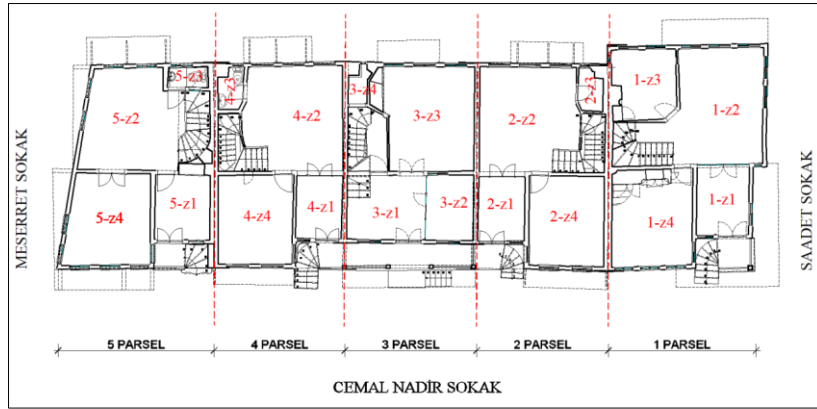 5-z3
4-z3
3-z4
2-z3
1-z3
5-z2
4-z2
3-z3
2-z2
1-z2
5-z4
5-z1
4-z4
4-z1
3-z1
3-z2
2-z1
2-z4
1-z4
1-z1
MESERRET SOKAK
SAADET SOKAK
5 PARSEL
4 PARSEL
3 PARSEL
2 PARSEL
1 PARSEL
CEMAL NADİR SOKAK